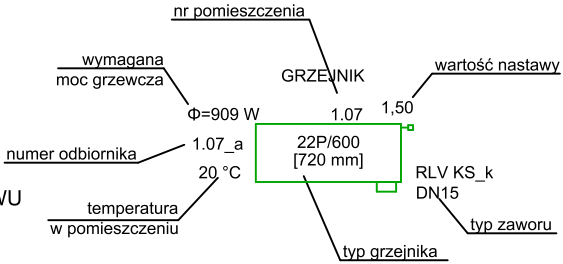 nr pomieszczenia
wymagana
moc grzewcza
GRZEJNIK
wartość nastawy
Φ=909 W
1.07
1,50
1.07_a
22P/600
[720 mm]
numer odbiornika
20 °C
RLV KS_k
DN15
WU
temperatura
w pomieszczeniu
typ zaworu
typ grzejnika